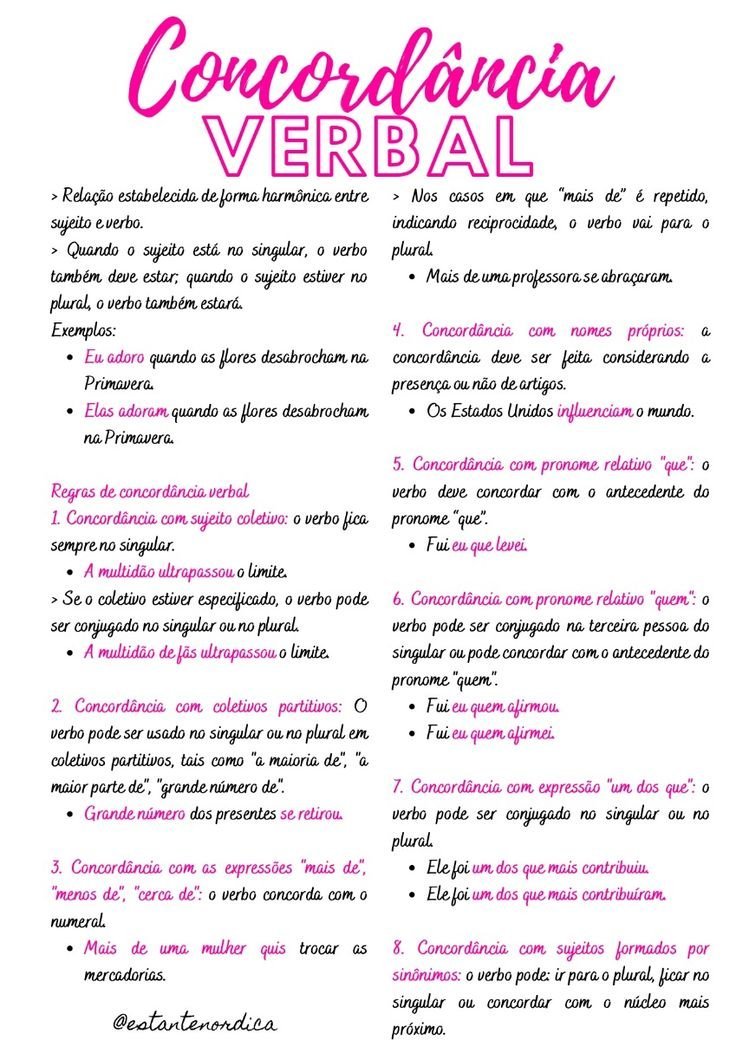 Concordância
VERBAL
> Relação estabelecida de forma harmônica entre
sujeito e verbo.
> Quando o sujeito está no singular, o verbo
também deve estar; quando o sujeito estiver no
plural, o verbo também estará.
Exemplos:
• Eu adoro quando as flores desabrocham na
Primavera.
• Elas adoram quando as flores desabrocham
na Primavera.
Regras de concordância verbal
1. Concordância com sujeito coletivo: o verbo fica
sempre no singular.
• A multidão ultrapassou o limite.
> Se o coletivo estiver especificado, o verbo pode
ser conjugado no singular ou no plural.
• A multidão de fãs ultrapassou o limite.
2. Concordância com coletivos partitivos: O
verbo pode ser usado no singular ou no plural em
coletivos partitivos, tais como "a maioria de", "a
maior parte de", "grande número de".
• Grande número dos presentes se retirou.
3. Concordância com as expressões "mais de",
"menos de", "cerca de": o verbo concorda com o
numeral.
• Mais de uma mulher quis trocar as
mercadorias.
@estantenordica
> Nos casos em que “mais de” é repetido,
indicando reciprocidade, o verbo vai para o
plural.
• Mais de uma professora se abraçaram.
4. Concordância com nomes próprios: a
concordância deve ser feita considerando a
presença ou não de artigos.
• Os Estados Unidos influenciam o mundo.
5. Concordância com pronome relativo "que": o
verbo deve concordar com o antecedente do
pronome “que”.
• Fui eu que levei.
6. Concordância com pronome relativo "quem": o
verbo pode ser conjugado na terceira pessoa do
singular ou pode concordar com o antecedente do
pronome "quem".
• Fui eu quem afirmou.
• Fui eu quem afirmei.
7. Concordância com expressão "um dos que": o
verbo pode ser conjugado no singular ou no
plural.
• Ele foi um dos que mais contribuiu.
• Ele foi um dos que mais contribuíram.
8. Concordância com sujeitos formados por
sinônimos: o verbo pode: ir para o plural, ficar no
singular ou concordar com o núcleo mais
próximo.